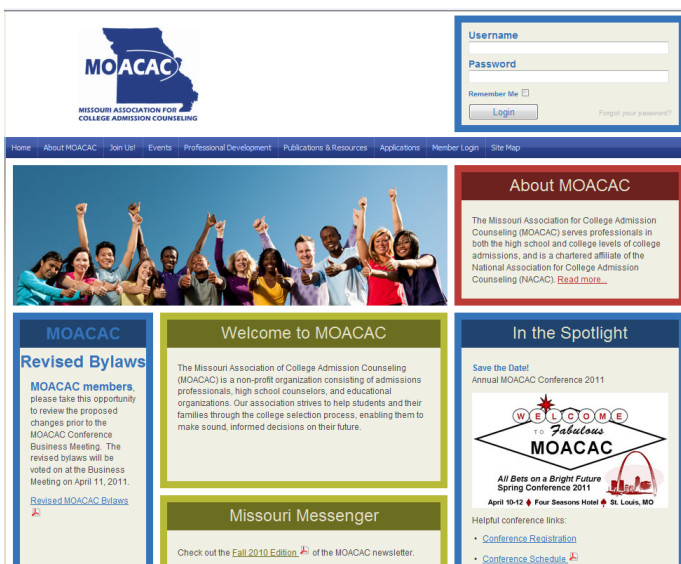 MOACAC
MISSOURI ASSOCIATION FOR
COLLEGE ADMISSION COUNSELING
Username
Password
Remember Me
Login
Forgot your password?
Home
About MOACAC
Join Us!
Events
Professional Development
Publications & Resources
Applications
Member Login
Site Map
About MOACAC
The Missouri Association for College Admission
Counseling (MOACAC) serves professionals in
both the high school and college levels of college
admissions, and is a chartered affiliate of the
National Association for College Admission
Counseling (NACAC). Read more...
MOACAC
Revised Bylaws
MOACAC members,
please take this opportunity
to review the proposed
changes prior to the
MOACAC Conference
Business Meeting. The
revised bylaws will be
voted on at the Business
Meeting on April 11, 2011.
Revised MOACAC Bylaws
Welcome to MOACAC
The Missouri Association of College Admission Counseling
(MOACAC) is a non-profit organization consisting of admissions
professionals, high school counselors, and educational
organizations. Our association strives to help students and their
families through the college selection process, enabling them to
make sound, informed decisions on their future.
Missouri Messenger
Check out the Fall 2010 Edition of the MOACAC newsletter.
In the Spotlight
Save the Date!
Annual MOACAC Conference 2011
WELCOME
TO Fabulous
MOACAC
All Bets on a Bright Future
Spring Conference 2011
April 10-12 ♦ Four Seasons Hotel ♠ St. Louis, MO
Helpful conference links:
• Conference Registration
• Conference Schedule